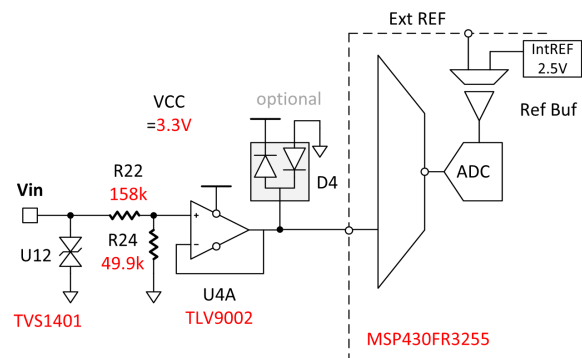 Ext REF
IntREF
2.5V
VCC
=3.3V
optional
Ref Buf
R22
158k
D4
ADC
Vin
+
R24
49.9k
U12
-
U4A
TLV9002
TVS1401
MSP430FR3255